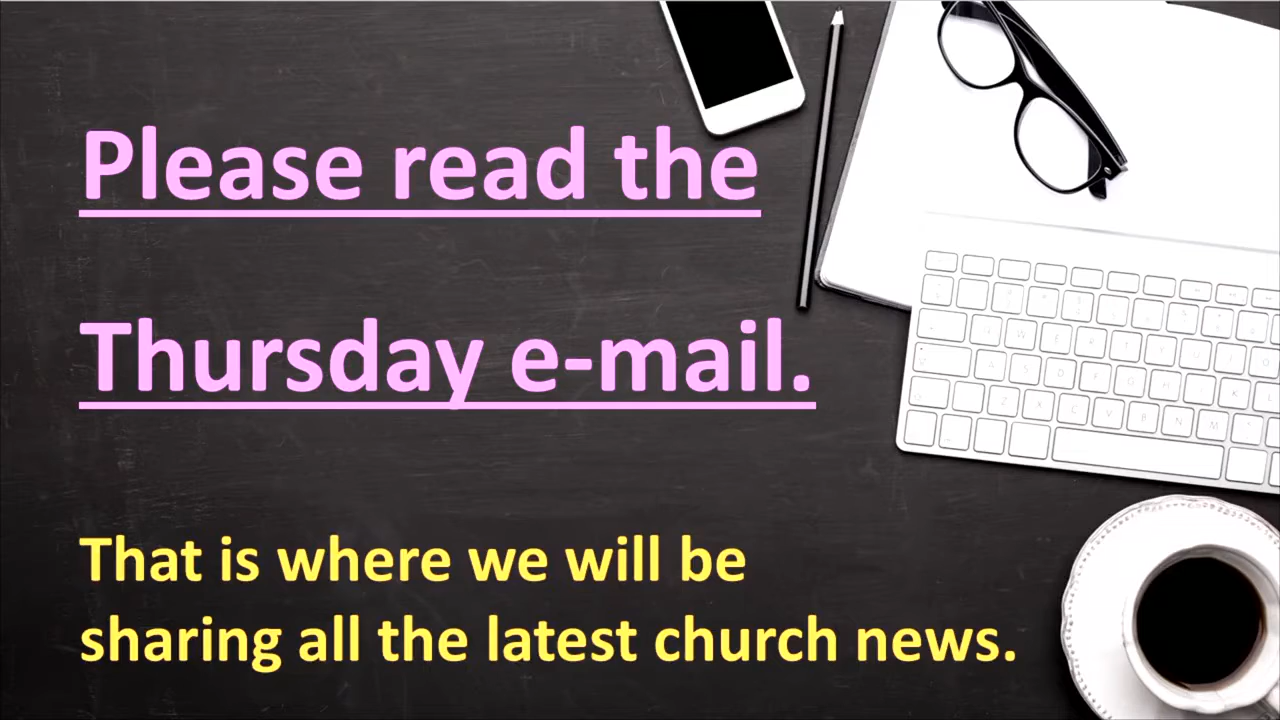 Please read the
Thursday e-mail.
That is where we will be
sharing all the latest church news.